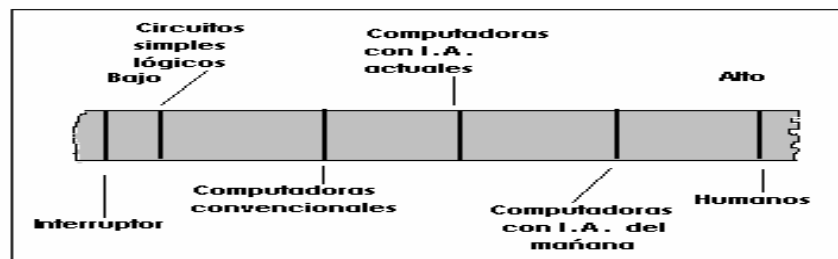 Circuitos
simples
lógicos
Bajo
Computadoras
con I.A.
actuales
Alto
Interruptor
Computadoras
convencionales
Computadoras
con I.A. del
mañana
Humanos